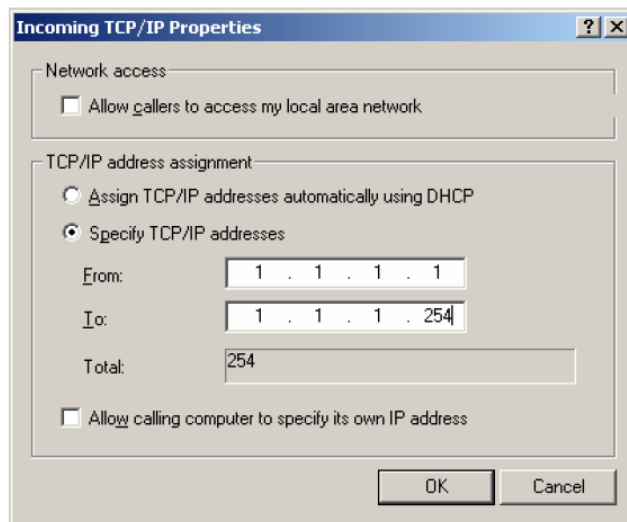 Incoming TCP/IP Properties
Network access
Allow callers to access my local area network
TCP/IP address assignment
Assign TCP/IP addresses automatically using DHCP
Specify TCP/IP addresses
From: 1 . 1 . 1 . 1
To: 1 . 1 . 1 . 254
Total: 254
Allow calling computer to specify its own IP address
OK Cancel